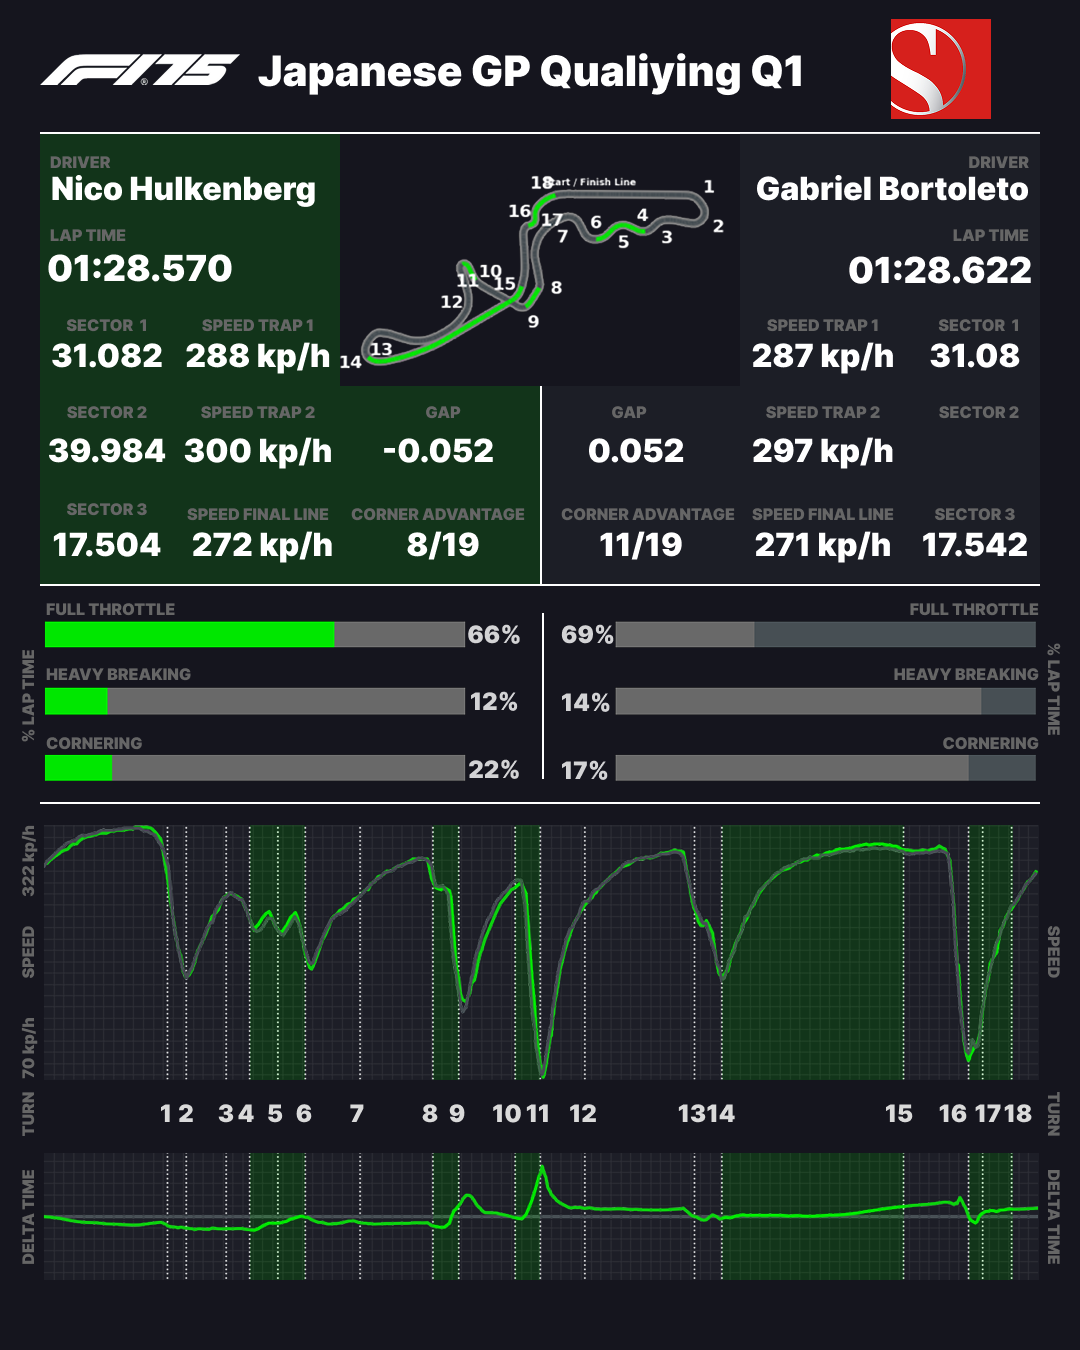 F1 75
Japanese GP Qualiying Q1
S
DRIVER
Nico Hulkenberg
LAP TIME
01:28.570
SECTOR 1
SPEED TRAP 1
31.082
288 kp/h
SECTOR 2
SPEED TRAP 2
GAP
39.984
300 kp/h
-0.052
SECTOR 3
SPEED FINAL LINE
CORNER ADVANTAGE
17.504
272 kp/h
8/19
18
Start / Finish Line
1
2
3
4
5
6
7
8
9
10
11
12
13
14
15
16
17
DRIVER
Gabriel Bortoleto
LAP TIME
01:28.622
SPEED TRAP 1
SECTOR 1
287 kp/h
31.08
GAP
SPEED TRAP 2
SECTOR 2
0.052
297 kp/h
CORNER ADVANTAGE
SPEED FINAL LINE
SECTOR 3
11/19
271 kp/h
17.542
% LAP TIME
FULL THROTTLE
66%
HEAVY BREAKING
12%
CORNERING
22%
FULL THROTTLE
69%
HEAVY BREAKING
14%
CORNERING
17%
% LAP TIME
322 kp/h
SPEED
70 kp/h
SPEED
TURN
1 2 3 4 5 6 7 8 9 10 11 12 13 14 15 16 17 18
TURN
DELTA TIME
DELTA TIME